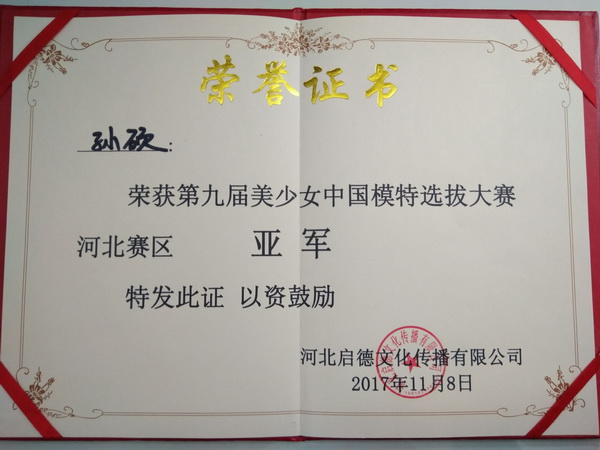 荣誉证书
孙硕:
荣获第九届美少女中国模特选拔大赛
河北赛区 亚军
特发此证 以资鼓励
河北启德文化传播有限公司
2017年11月8日